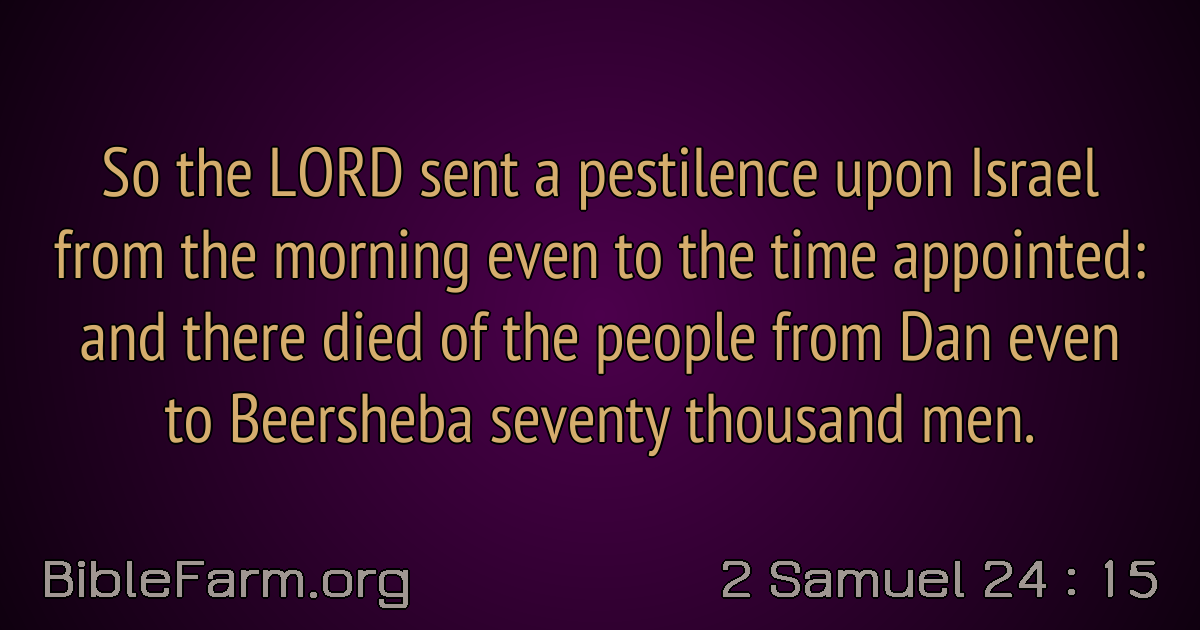 So the LORD sent a pestilence upon Israel
from the morning even to the time appointed:
and there died of the people from Dan even
to Beersheba seventy thousand men.
BibleFarm.org
2 Samuel 24 : 15